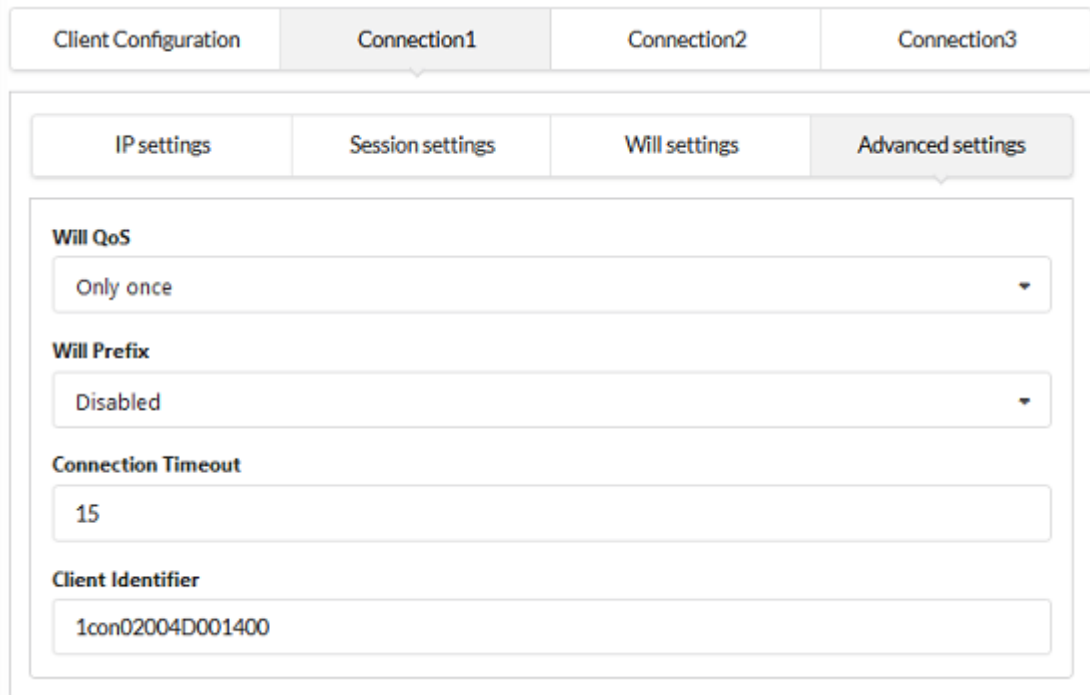 Client Configuration Connection1 Connection2 Connection3
IP settings Session settings Will settings Advanced settings
Will QoS
Only once
Will Prefix
Disabled
Connection Timeout
15
Client Identifier
1con02004D001400